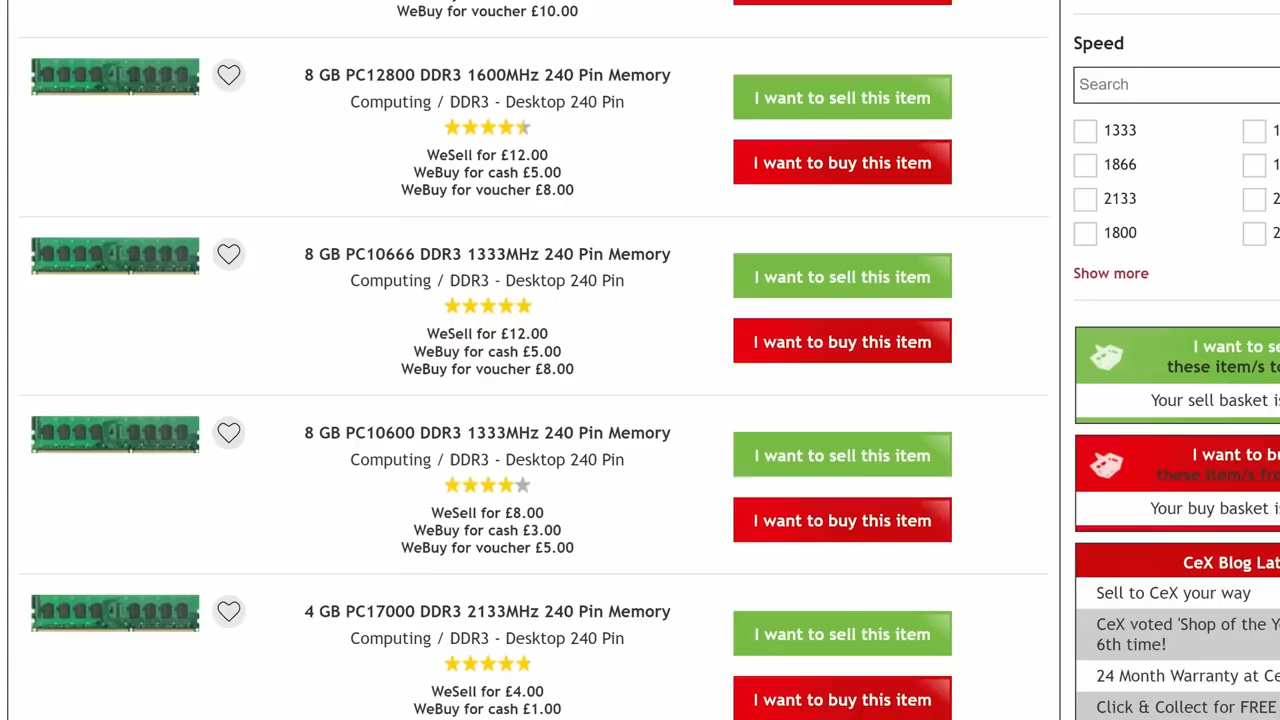 WeBuy for voucher £10.00
8 GB PC12800 DDR3 1600MHz 240 Pin Memory
Computing / DDR3 - Desktop 240 Pin
WeSell for £12.00
WeBuy for cash £5.00
WeBuy for voucher £8.00
I want to sell this item
I want to buy this item
8 GB PC10666 DDR3 1333MHz 240 Pin Memory
Computing / DDR3 - Desktop 240 Pin
WeSell for £12.00
WeBuy for cash £5.00
WeBuy for voucher £8.00
I want to sell this item
I want to buy this item
8 GB PC10600 DDR3 1333MHz 240 Pin Memory
Computing / DDR3 - Desktop 240 Pin
WeSell for £8.00
WeBuy for cash £3.00
WeBuy for voucher £5.00
I want to sell this item
I want to buy this item
4 GB PC17000 DDR3 2133MHz 240 Pin Memory
Computing / DDR3 - Desktop 240 Pin
WeSell for £4.00
WeBuy for cash £1.00
I want to sell this item
I want to buy this item
Speed
Search
1333
1866
2133
1800
Show more
I want to
these item/s
Your sell basket
I want to
these item/s
Your buy basket
CeX Blog
Sell to CeX your way
CeX voted 'Shop of the
6th time!
24 Month Warranty at
Click & Collect for FREE